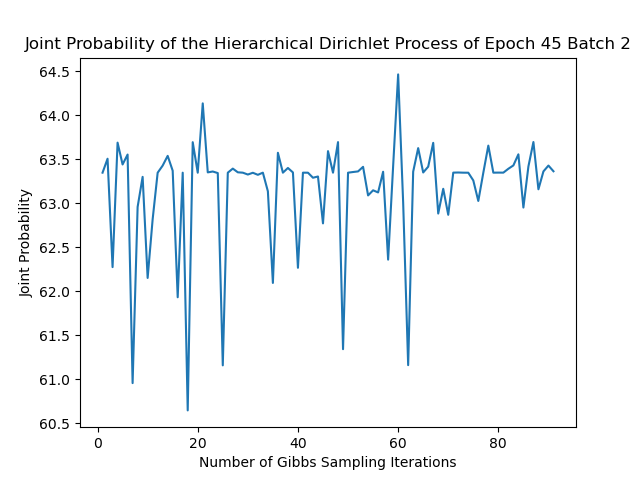 Joint Probability of the Hierarchical Dirichlet Process of Epoch 45 Batch 2
64.5
64.0
63.5
63.0
62.5
62.0
61.5
61.0
60.5
Joint Probability
0 20 40 60 80
Number of Gibbs Sampling Iterations